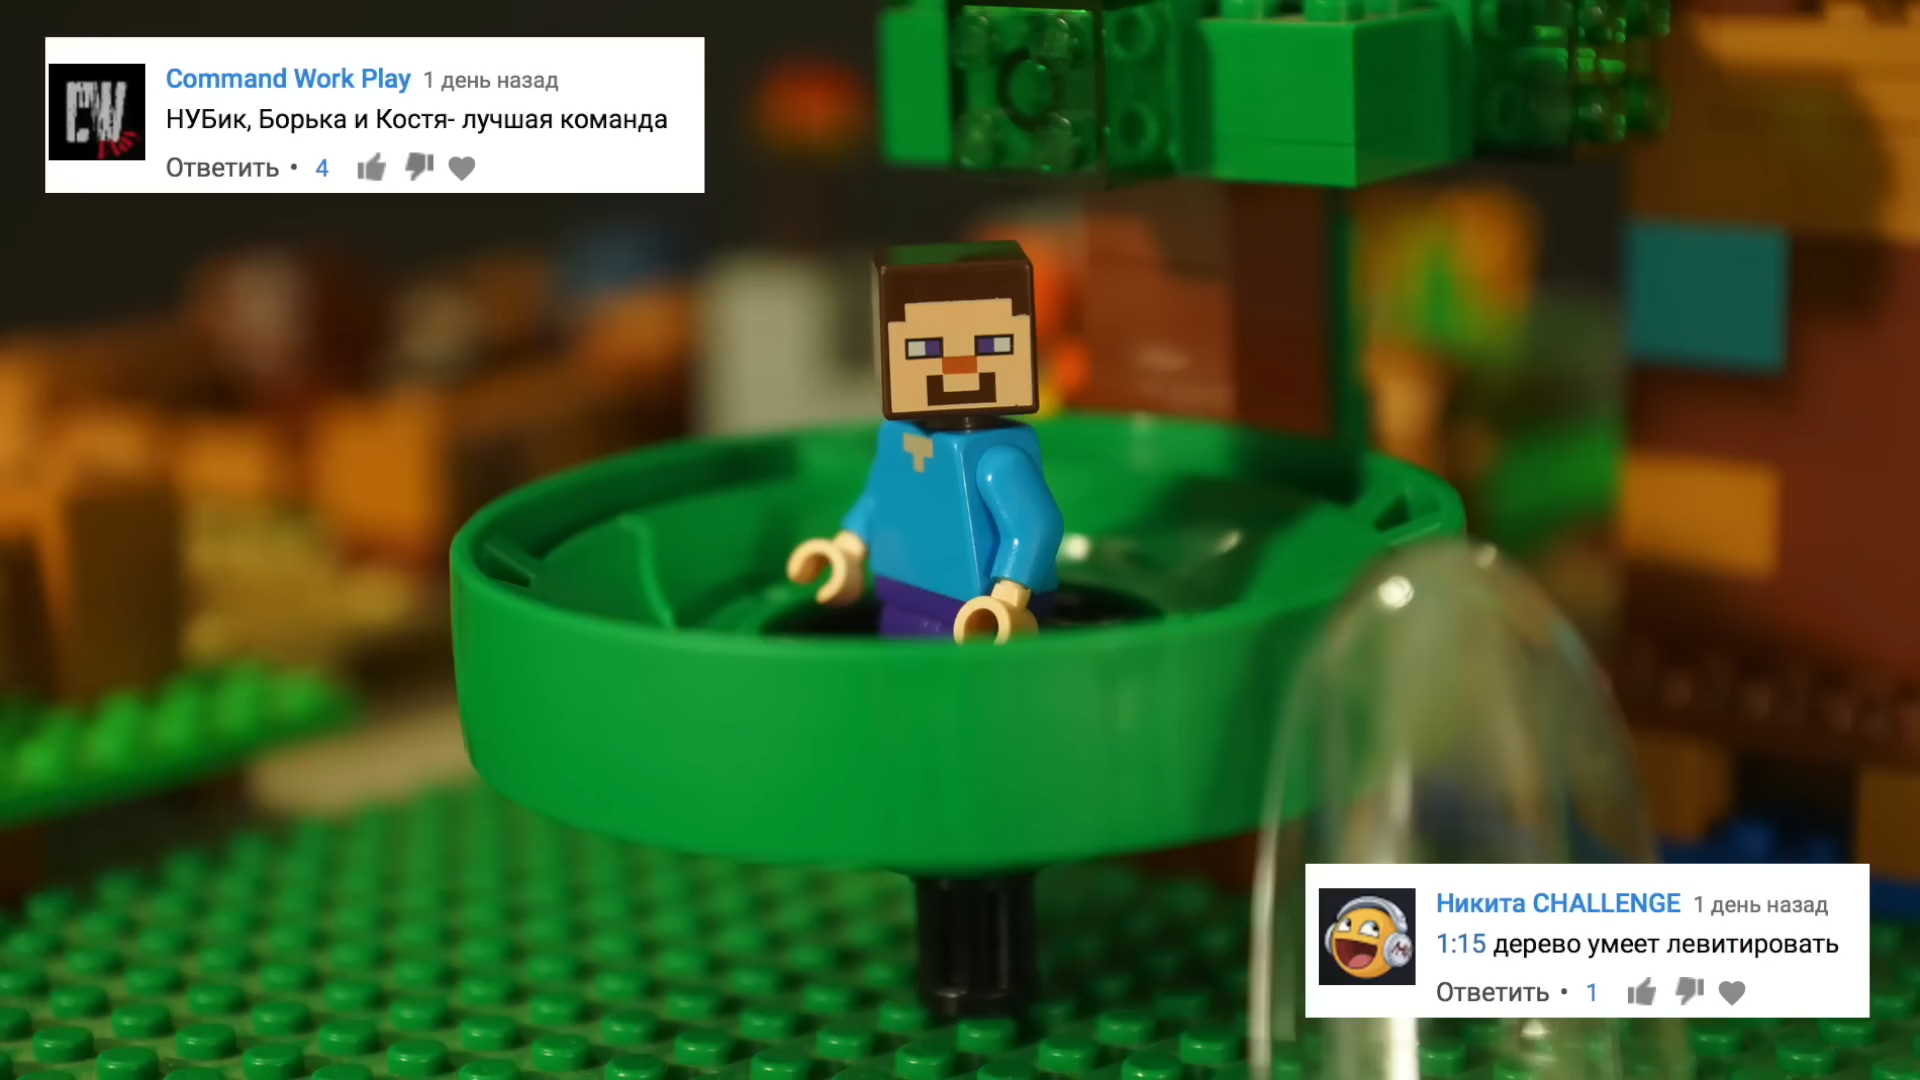 Command Work Play 1 день назад
НУБик, Борька и Костя- лучшая команда
Ответить • 4
Никита CHALLENGE 1 день назад
1:15 дерево умеет левитировать
Ответить • 1